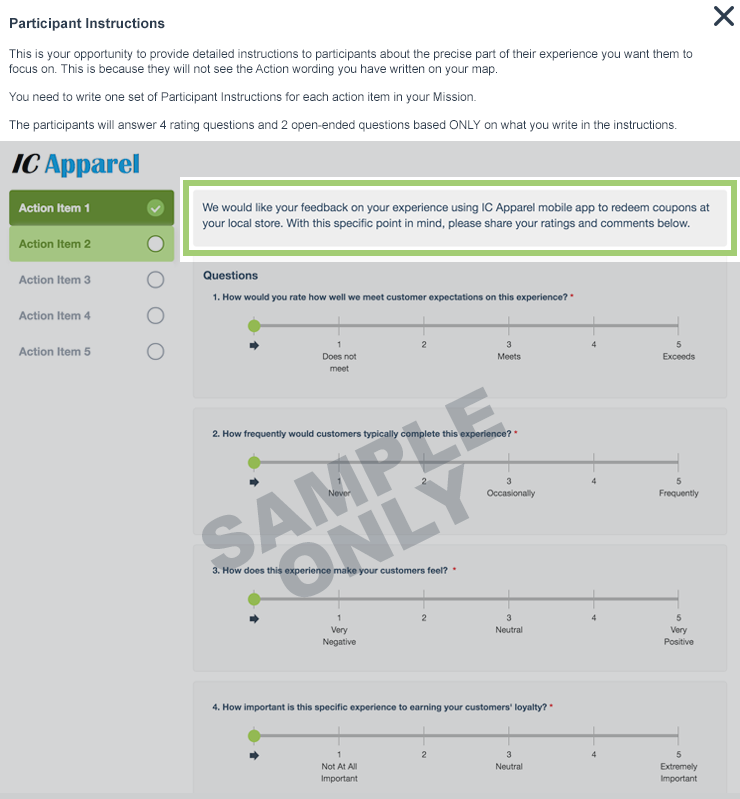 Participant Instructions
This is your opportunity to provide detailed instructions to participants about the precise part of their experience you want them to
focus on. This is because they will not see the Action wording you have written on your map.
You need to write one set of Participant Instructions for each action item in your Mission.
The participants will answer 4 rating questions and 2 open-ended questions based ONLY on what you write in the instructions.
IC Apparel
Action Item 1
Action Item 2
Action Item 3
Action Item 4
Action Item 5
We would like your feedback on your experience using IC Apparel mobile app to redeem coupons at
your local store. With this specific point in mind, please share your ratings and comments below.
Questions
1. How would you rate how well we meet customer expectations on this experience? *
1 2 3 4 5
Does not Meets Exceeds
meet
2. How frequently would customers typically complete this experience? *
1 2 3 4 5
Never Occasionally Frequently
SAMPLE
ONLY
3. How does this experience make your customers feel? *
1 2 3 4 5
Very Neutral Very
Negative Positive
4. How important is this specific experience to earning your customers' loyalty? *
1 2 3 4 5
Not At All Neutral Extremely
Important Important